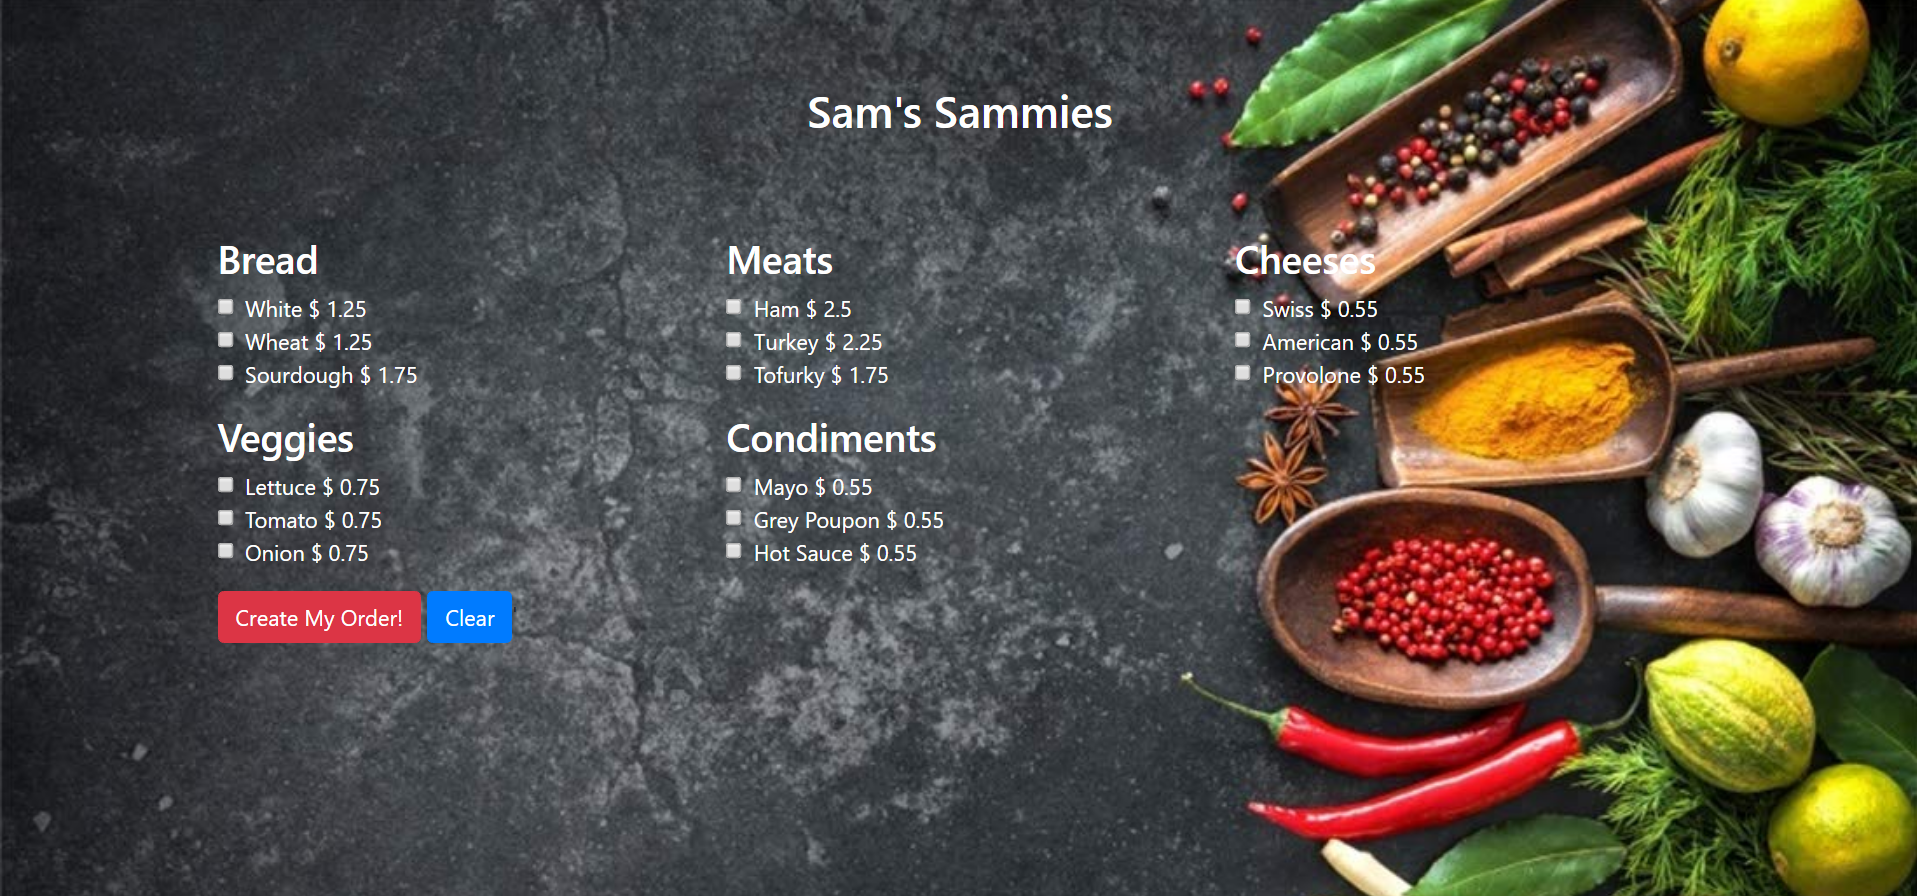 Sam's Sammies
Bread
White $ 1.25
Wheat $ 1.25
Sourdough $ 1.75
Meats
Ham $ 2.5
Turkey $ 2.25
Tofurky $ 1.75
Cheeses
Swiss $ 0.55
American $ 0.55
Provolone $ 0.55
Veggies
Lettuce $ 0.75
Tomato $ 0.75
Onion $ 0.75
Condiments
Mayo $ 0.55
Grey Poupon $ 0.55
Hot Sauce $ 0.55
Create My Order!
Clear